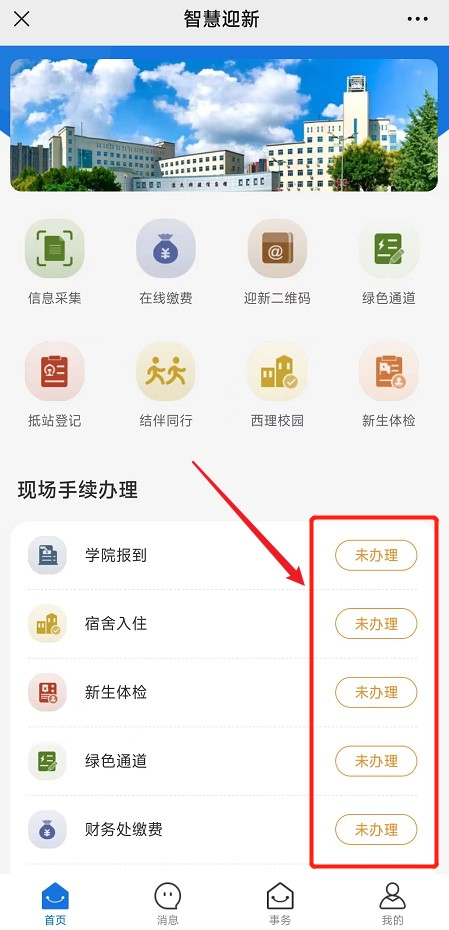 智慧迎新
信息采集
在线缴费
迎新二维码
绿色通道
抵站登记
结伴同行
西理校园
新生体检
现场手续办理
学院报到 未办理
宿舍入住 未办理
新生体检 未办理
绿色通道 未办理
财务处缴费 未办理
首页
消息
事务
我的